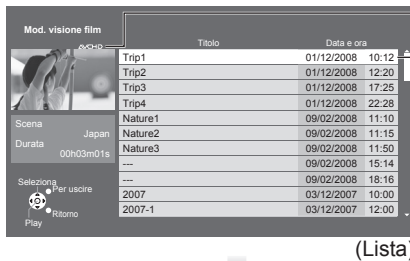 Mod. visione film
AVCHD
Titolo Data e ora
Trip1 01/12/2008 10:12
Trip2 01/12/2008 12:20
Trip3 01/12/2008 17:25
Trip4 01/12/2008 22:28
Nature1 09/02/2008 11:10
Nature2 09/02/2008 11:15
Nature3 09/02/2008 11:50
--- 09/02/2008 15:14
--- 09/02/2008 18:16
2007 03/12/2007 10:00
2007-1 03/12/2007 12:00
Scena
Japan
Durata
00h03m01s
Seleziona
Per uscire
Ritorno
Play
(Lista)